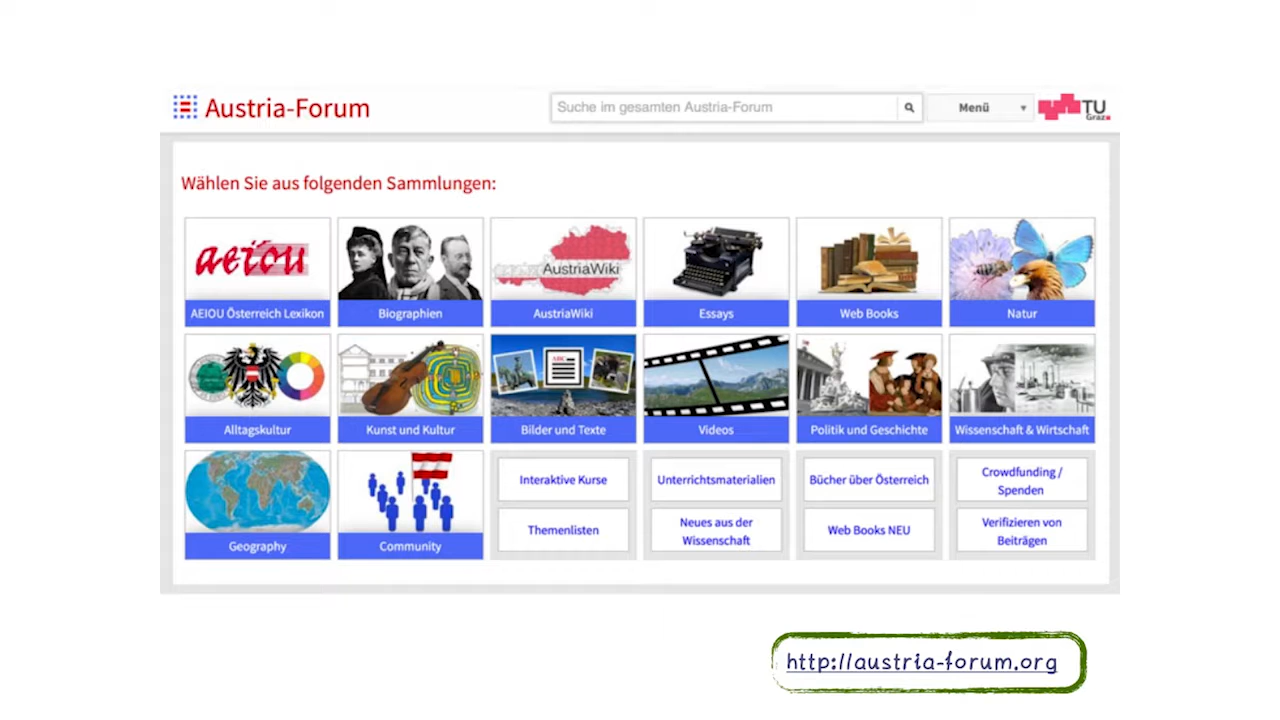 Austria-Forum
Suche im gesamten Austria-Forum
Menü
TU
Graz
Wählen Sie aus folgenden Sammlungen:
aeiou
AustriaWiki
AEIOU Österreich Lexikon
Biographien
AustriaWiki
Essays
Web Books
Natur
ABC
Alltagskultur
Kunst und Kultur
Bilder und Texte
Videos
Politik und Geschichte
Wissenschaft & Wirtschaft
Interaktive Kurse
Unterrichtsmaterialien
Bücher über Österreich
Crowdfunding /
Spenden
Themenlisten
Neues aus der
Wissenschaft
Web Books NEU
Verifizieren von
Beiträgen
Geography
Community
http://austria-forum.org